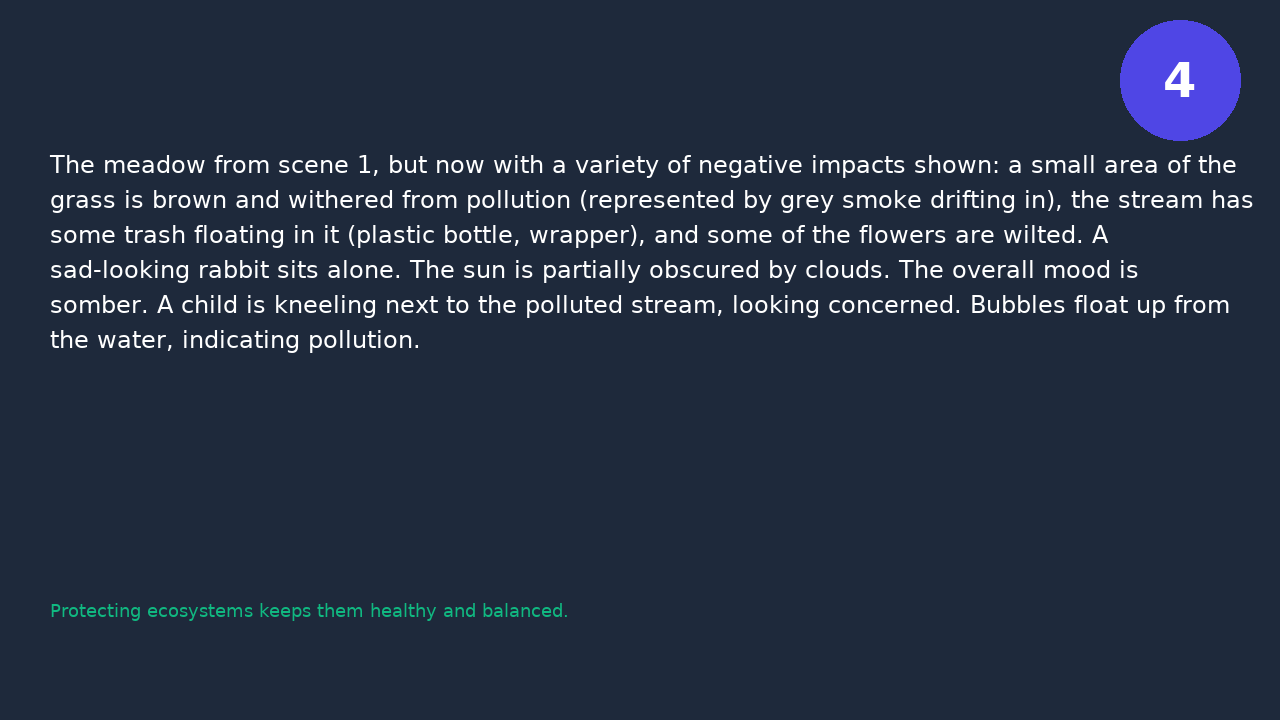 4
The meadow from scene 1, but now with a variety of negative impacts shown: a small area of the
grass is brown and withered from pollution (represented by grey smoke drifting in), the stream has
some trash floating in it (plastic bottle, wrapper), and some of the flowers are wilted. A
sad-looking rabbit sits alone. The sun is partially obscured by clouds. The overall mood is
somber. A child is kneeling next to the polluted stream, looking concerned. Bubbles float up from
the water, indicating pollution.
Protecting ecosystems keeps them healthy and balanced.